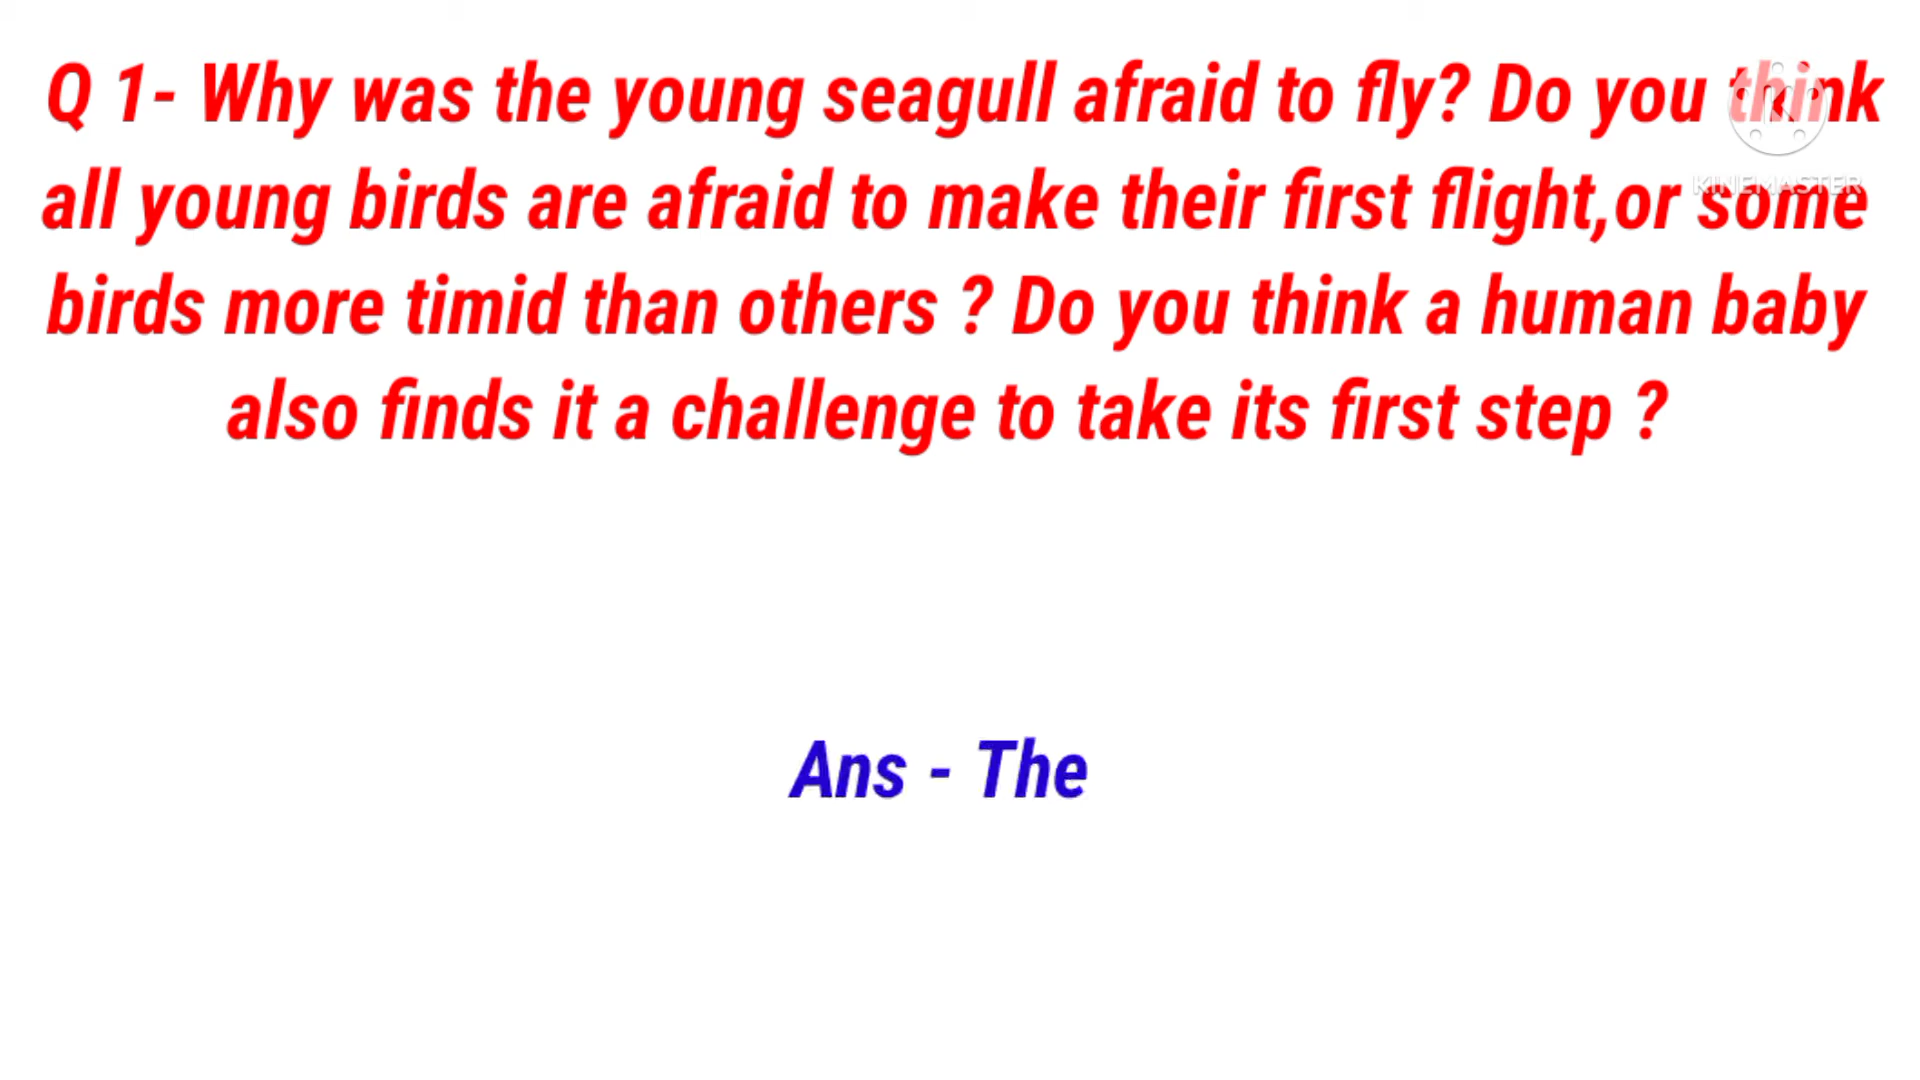 Q 1- Why was the young seagull afraid to fly? Do you think
all young birds are afraid to make their first flight,or some
birds more timid than others ? Do you think a human baby
also finds it a challenge to take its first step ?
Ans - The
KINEMASTER